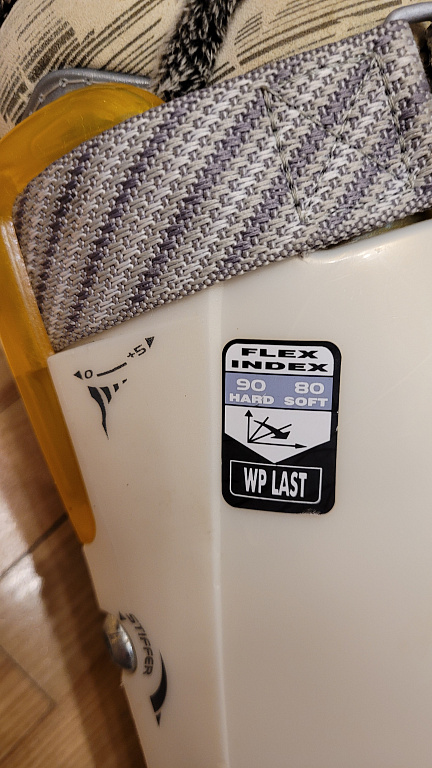 0 +5
FLEX
INDEX
90 80
HARD SOFT
WP LAST
STIFFER